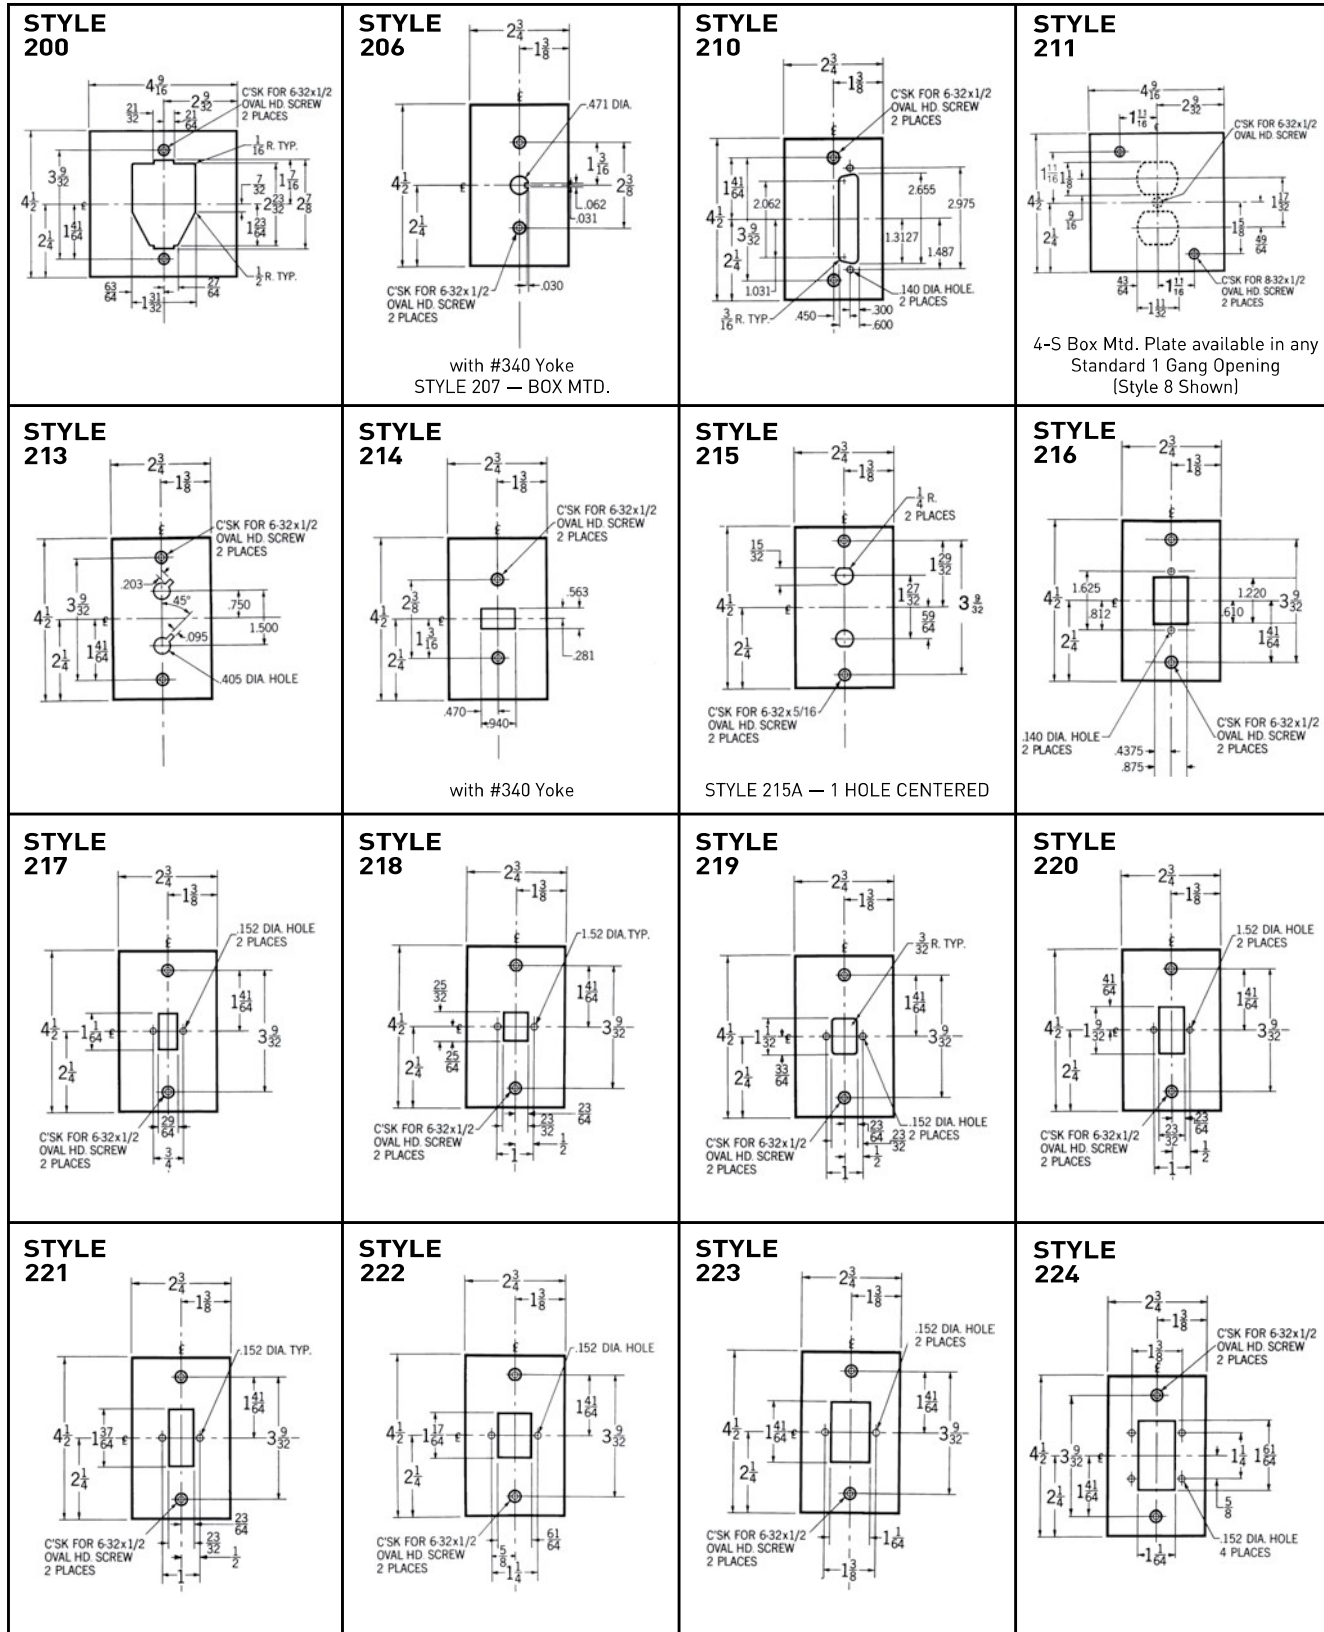 STYLE
200
4 9/16
2 9/32
21/32
21/64
C'SK FOR 6-32x1/2
OVAL HD. SCREW
2 PLACES
1/16 R. TYP.
3 9/32
4 1/2
2 1/4
1 41/64
7/32
1 7/16
2 23/32
2 7/8
1 23/64
℄
63/64
1 31/32
27/64
1/2 R. TYP.
STYLE
206
2 3/4
1 3/8
℄
.471 DIA.
4 1/2
℄
2 1/4
1 3/16
2 3/8
.062
.031
.030
C'SK FOR 6-32x1/2
OVAL HD. SCREW
2 PLACES
with #340 Yoke
STYLE 207 — BOX MTD.
STYLE
210
2 3/4
1 3/8
C'SK FOR 6-32x1/2
OVAL HD. SCREW
2 PLACES
℄
1 41/64
2.062
2.655
2.975
4 1/2
3 9/32
2 1/4
1.3127
1.487
1.031
3/16 R. TYP.
.140 DIA. HOLE.
2 PLACES
.450
.300
.600
STYLE
211
4 9/16
2 9/32
1 11/16
C'SK FOR 6-32x1/2
OVAL HD. SCREW
1 11/16
1 1/8
4 1/2
9/16
2 1/4
1 17/32
1 5/8
49/64
43/64
1 11/16
1 11/32
C'SK FOR 8-32x1/2
OVAL HD. SCREW
2 PLACES
4-S Box Mtd. Plate available in any
Standard 1 Gang Opening
(Style 8 Shown)
STYLE
213
2 3/4
1 3/8
℄
C'SK FOR 6-32x1/2
OVAL HD. SCREW
2 PLACES
.203
3 9/32
45°
.750
4 1/2
℄
1.500
2 1/4
1 41/64
.095
.405 DIA. HOLE
STYLE
214
2 3/4
1 3/8
℄
C'SK FOR 6-32x1/2
OVAL HD. SCREW
2 PLACES
2 3/8
.563
4 1/2
℄
2 1/4
1 3/16
.281
.470
.940
with #340 Yoke
STYLE
215
2 3/4
1 3/8
1/4 R.
2 PLACES
℄
15/32
1 29/32
1 27/32
3 9/32
4 1/2
℄
59/64
2 1/4
C'SK FOR 6-32x5/16
OVAL HD. SCREW
2 PLACES
STYLE 215A — 1 HOLE CENTERED
STYLE
216
2 3/4
1 3/8
℄
1.625
1.220
4 1/2
℄
3 9/32
.812
.610
2 1/4
1 41/64
.140 DIA. HOLE
2 PLACES
C'SK FOR 6-32x1/2
OVAL HD. SCREW
2 PLACES
.4375
.875
STYLE
217
2 3/4
1 3/8
.152 DIA. HOLE
2 PLACES
℄
1 41/64
4 1/2
1 1/64
℄
3 9/32
2 1/4
29/64
C'SK FOR 6-32x1/2
OVAL HD. SCREW
2 PLACES
3/4
STYLE
218
2 3/4
1 3/8
1.52 DIA. TYP.
℄
25/32
1 41/64
4 1/2
℄
3 9/32
25/64
2 1/4
23/64
23/32
C'SK FOR 6-32x1/2
OVAL HD. SCREW
2 PLACES
1
1/2
STYLE
219
2 3/4
1 3/8
3/32 R. TYP.
℄
1 41/64
4 1/2
1 1/32
℄
3 9/32
33/64
2 1/4
.152 DIA. HOLE
2 PLACES
23/64
23/32
C'SK FOR 6-32x1/2
OVAL HD. SCREW
2 PLACES
1/2
1
STYLE
220
2 3/4
1 3/8
1.52 DIA. HOLE
2 PLACES
℄
41/64
1 41/64
4 1/2
1 9/32
℄
3 9/32
2 1/4
23/64
23/32
C'SK FOR 6-32x1/2
OVAL HD. SCREW
2 PLACES
1/2
1
STYLE
221
2 3/4
1 3/8
℄
.152 DIA. TYP.
1 41/64
4 1/2
1 37/64
℄
3 9/32
2 1/4
23/64
23/32
C'SK FOR 6-32x1/2
OVAL HD. SCREW
2 PLACES
1/2
1
STYLE
222
2 3/4
1 3/8
℄
.152 DIA. HOLE
1 41/64
4 1/2
1 17/64
℄
3 9/32
2 1/4
61/64
C'SK FOR 6-32x1/2
OVAL HD. SCREW
2 PLACES
5/8
1 1/4
STYLE
223
2 3/4
1 3/8
.152 DIA. HOLE
2 PLACES
℄
1 41/64
4 1/2
1 41/64
℄
3 9/32
2 1/4
C'SK FOR 6-32x1/2
OVAL HD. SCREW
2 PLACES
1 1/64
1 3/8
STYLE
224
2 3/4
1 3/8
C'SK FOR 6-32x1/2
OVAL HD. SCREW
2 PLACES
1 3/8
℄
4 1/2
3 9/32
℄
1 1/4
1 61/64
2 1/4
1 41/64
5/8
.152 DIA. HOLE
4 PLACES
1 1/64